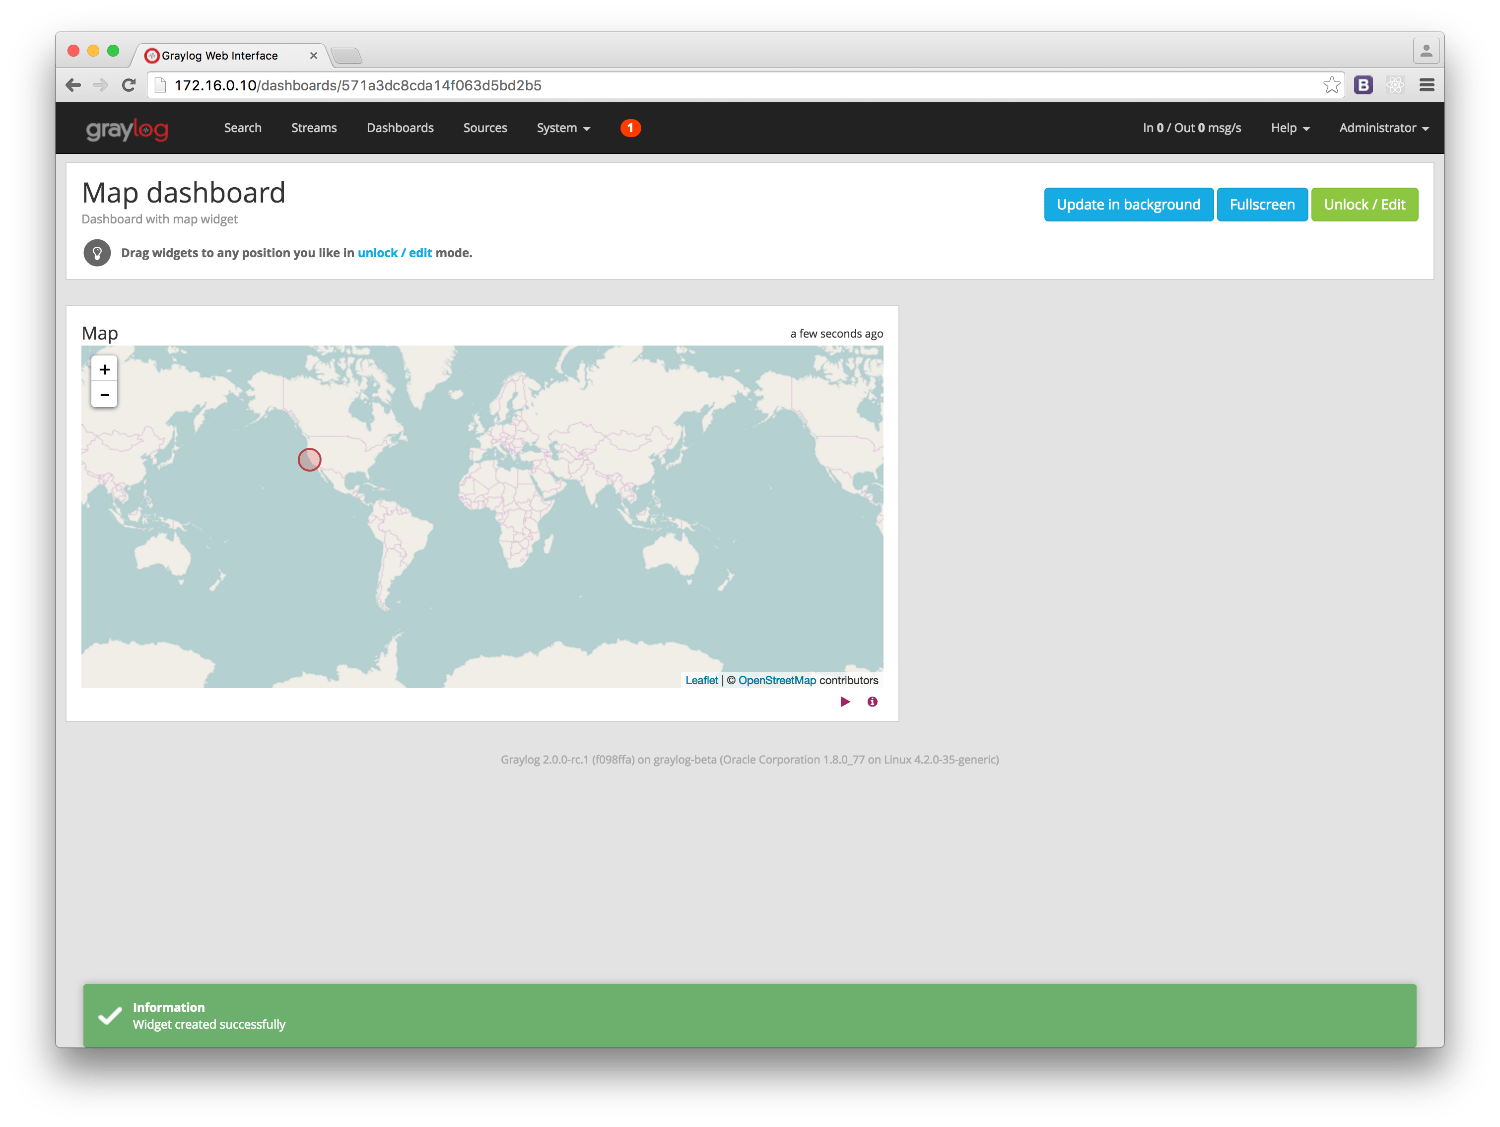 Graylog Web Interface
172.16.0.10/dashboards/571a3dc8cda14f063d5bd2b5
graylog Search Streams Dashboards Sources System 1 In 0 / Out 0 msg/s Help Administrator
Map dashboard
Dashboard with map widget
Update in background Fullscreen Unlock / Edit
Drag widgets to any position you like in unlock / edit mode.
Map a few seconds ago
+
-
Leaflet | © OpenStreetMap contributors
Graylog 2.0.0-rc.1 (f098ffa) on graylog-beta (Oracle Corporation 1.8.0_77 on Linux 4.2.0-35-generic)
Information
Widget created successfully